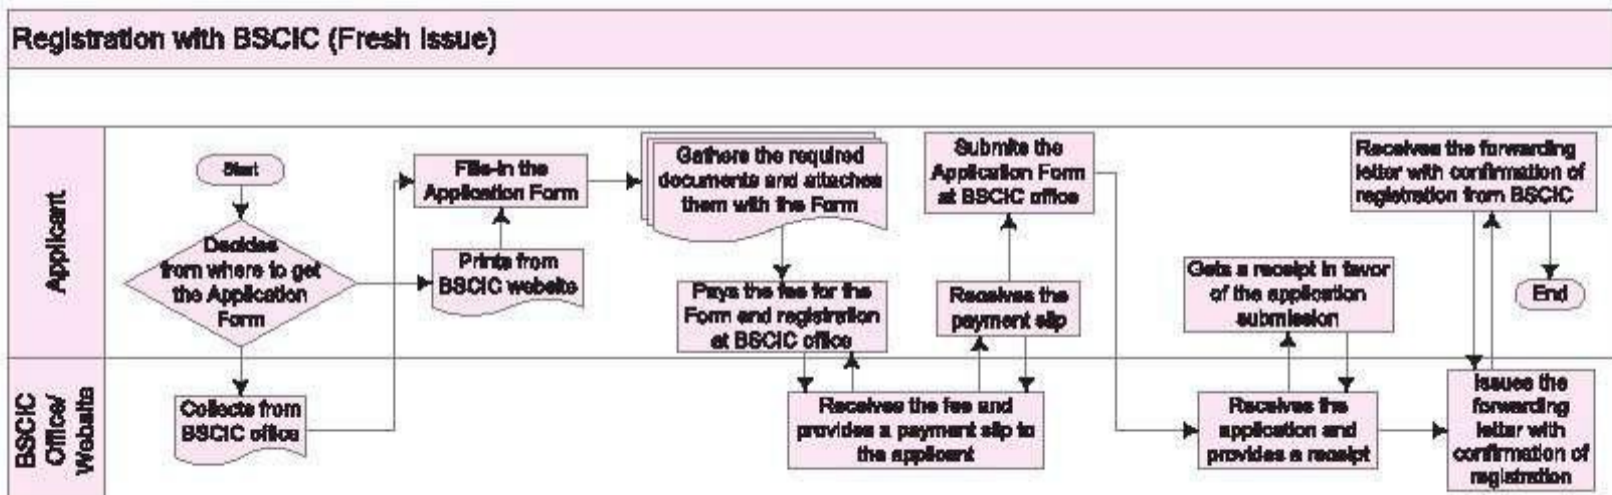 Registration with BSCIC (Fresh Issue)
Applicant
Start
Decides
from where to get
the Application
Form
Fills-in the
Application Form
Prints from
BSCIC website
Gathers the required
documents and attaches
them with the Form
Pays the fee for the
Form and registration
at BSCIC office
Submits the
Application Form
at BSCIC office
Receives the
payment slip
Gets a receipt in favor
of the application
submission
Receives the forwarding
letter with confirmation of
registration from BSCIC
End
BSCIC
Office/
Website
Collects from
BSCIC office
Receives the fee and
provides a payment slip to
the applicant
Receives the
application and
provides a receipt
Issues the
forwarding
letter with
confirmation of
registration